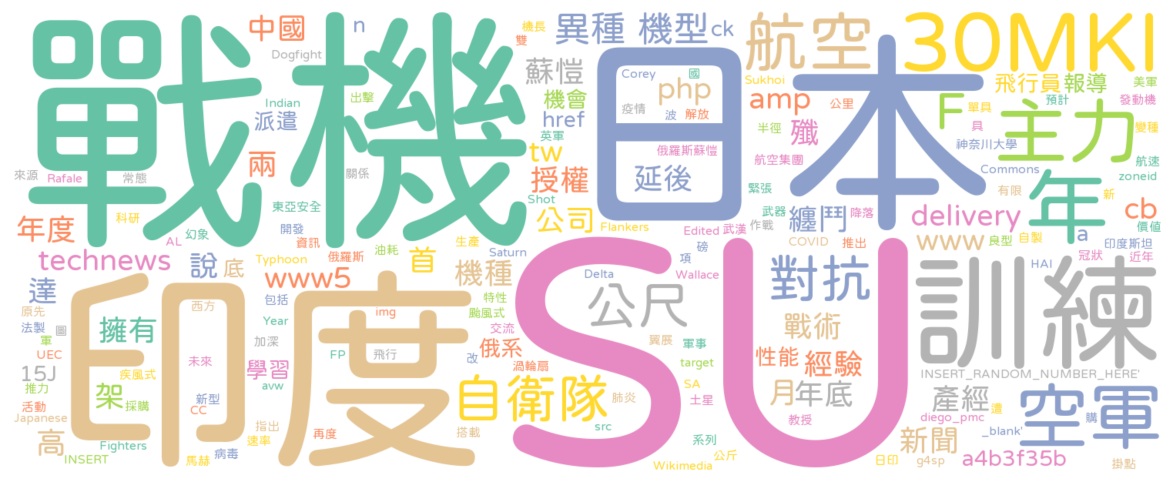 戰機
日本
印度
SU
訓練
30MKI
航空
主力
年
空軍
自衛隊
公尺
對抗
中國
n
異種
機型
ck
Dogfight
總長
雙
蘇愷
Corey
國
php
Sukhoi
飛行員
報導
美軍
預計
發動機
Indian
出擊
派遣
機會
href
疫情
波
解放
amp
公里
F
單具
具
變種
兩
英軍
tw
俄羅斯蘇愷
半徑
殲
神奈川大學
航速
來源
Rafale
常態
關係
授權
延後
航空集團
Commons
zoneid
緊張
有限
新
年度
科研
東亞安全
Shot
公司
Flankers
Edited
武漢
作戰
武器
纏鬥
降落
delivery
cb
價值
幻象
開發
AL
technews
資訊
俄羅斯
油耗
生產
首
Saturn
磅
項
COVID
推出
www
良型
自製
a
印度斯坦
冠狀
近年
達
說
底
Typhoon
www5
機種
Delta
Wallace
HAI
原先
法製
圖
擁有
西方
包括
Year
img
特性
颱風式
交流
戰術
軍
UEC
15J
疾風式
未來
加深
FP
飛行
改
俄系
翼展
軍事
target
性能
經驗
INSERT_RANDOM_NUMBER_HERE'
推力
活動
架
採購
學習
avw
渦輪扇
SA
土星
月
年底
產經
遭
Japanese
新型
CC
肺炎
教授
diego_pmc
購
高
Fighters
指出
再度
搭載
src
_blank'
INSERT
病毒
速率
馬赫
系列
公斤
Wikimedia
新聞
日印
g4sp
a4b3f35b
掛點